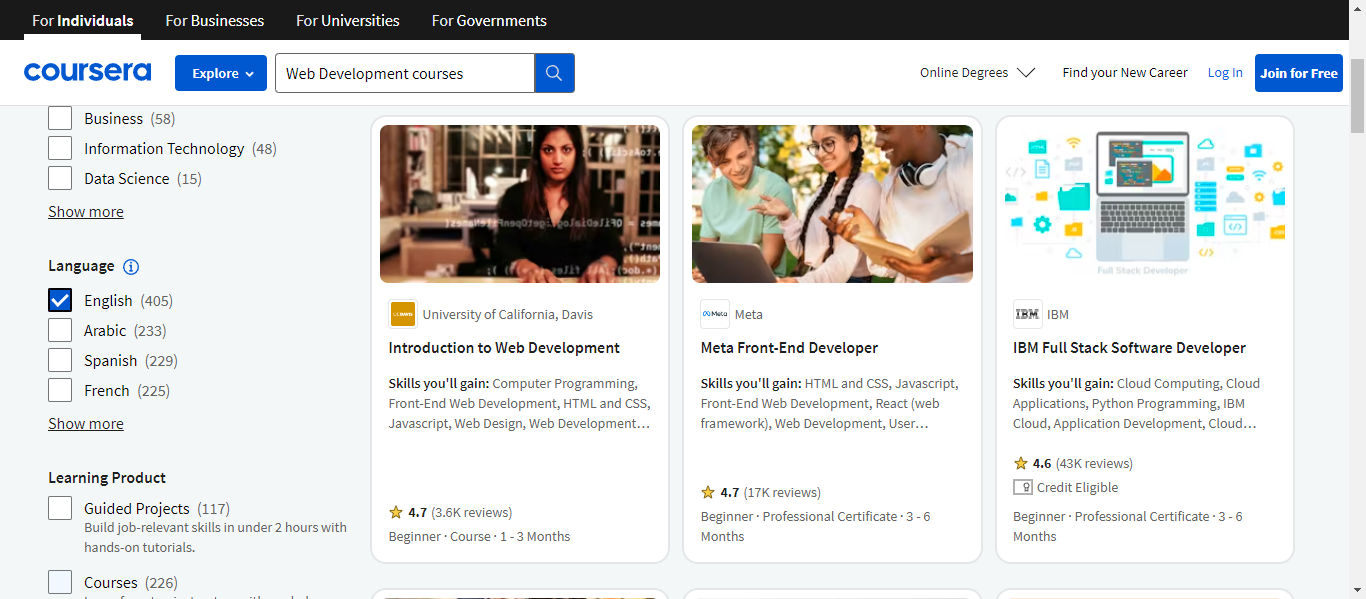 For Individuals
For Businesses
For Universities
For Governments
coursera
Explore
Web Development courses
Online Degrees
Find your New Career
Log In
Join for Free
Business (58)
Information Technology (48)
Data Science (15)
Show more
Language
English (405)
Arabic (233)
Spanish (229)
French (225)
Show more
Learning Product
Guided Projects (117)
Build job-relevant skills in under 2 hours with
hands-on tutorials.
Courses (226)
University of California, Davis
Introduction to Web Development
Skills you'll gain: Computer Programming,
Front-End Web Development, HTML and CSS,
Javascript, Web Design, Web Development…
4.7 (3.6K reviews)
Beginner · Course · 1 - 3 Months
Meta
Meta
Meta Front-End Developer
Skills you'll gain: HTML and CSS, Javascript,
Front-End Web Development, React (web
framework), Web Development, User…
4.7 (17K reviews)
Beginner · Professional Certificate · 3 - 6
Months
Full Stack Developer
IBM
IBM
IBM Full Stack Software Developer
Skills you'll gain: Cloud Computing, Cloud
Applications, Python Programming, IBM
Cloud, Application Development, Cloud…
4.6 (43K reviews)
Credit Eligible
Beginner · Professional Certificate · 3 - 6
Months